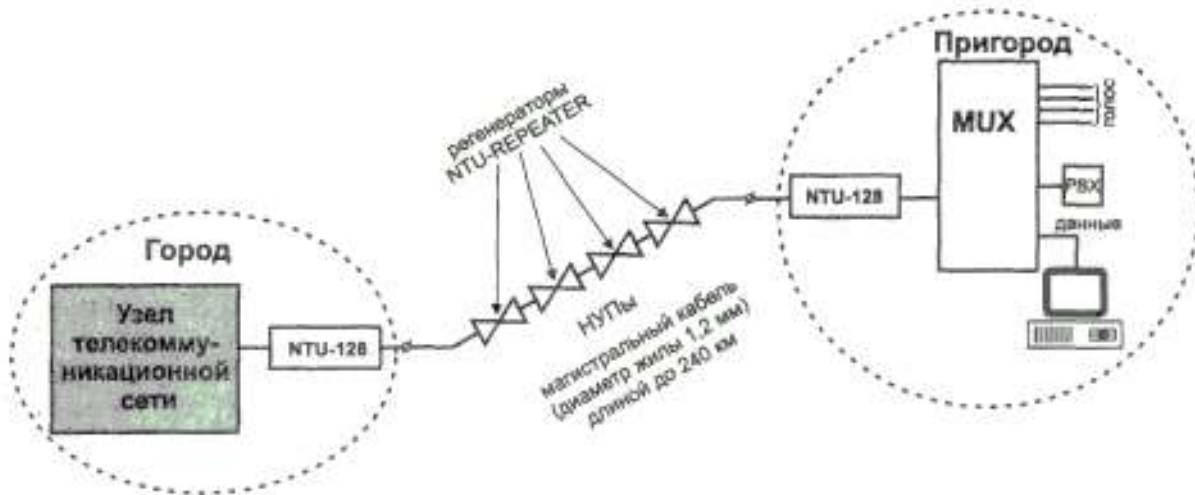 Город
Узел
телекомму-
никационной
сети
NTU-128
регенераторы
NTU-REPEATER
НУПы
магистральный кабель
(диаметр жилы 1,2 мм)
длиной до 240 км
Пригород
NTU-128
MUX
голос
PBX
данные